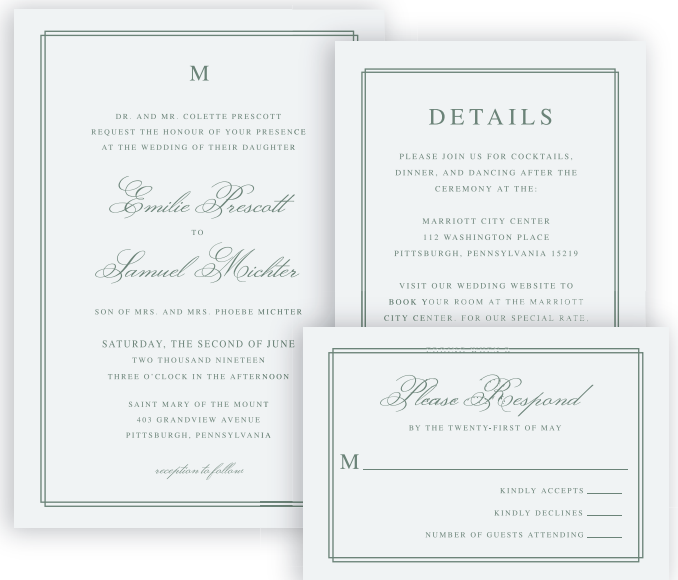 M
DR. AND MR. COLETTE PRESCOTT
REQUEST THE HONOUR OF YOUR PRESENCE
AT THE WEDDING OF THEIR DAUGHTER
Emilie Prescott
TO
Samuel Michter
SON OF MRS. AND MRS. PHOEBE MICHTER
SATURDAY, THE SECOND OF JUNE
TWO THOUSAND NINETEEN
THREE O'CLOCK IN THE AFTERNOON
SAINT MARY OF THE MOUNT
403 GRANDVIEW AVENUE
PITTSBURGH, PENNSYLVANIA
reception to follow
DETAILS
PLEASE JOIN US FOR COCKTAILS,
DINNER, AND DANCING AFTER THE
CEREMONY AT THE:
MARRIOTT CITY CENTER
112 WASHINGTON PLACE
PITTSBURGH, PENNSYLVANIA 15219
VISIT OUR WEDDING WEBSITE TO
BOOK YOUR ROOM AT THE MARRIOTT
CITY CENTER. FOR OUR SPECIAL RATE,
Please Respond
BY THE TWENTY-FIRST OF MAY
M
KINDLY ACCEPTS
KINDLY DECLINES
NUMBER OF GUESTS ATTENDING